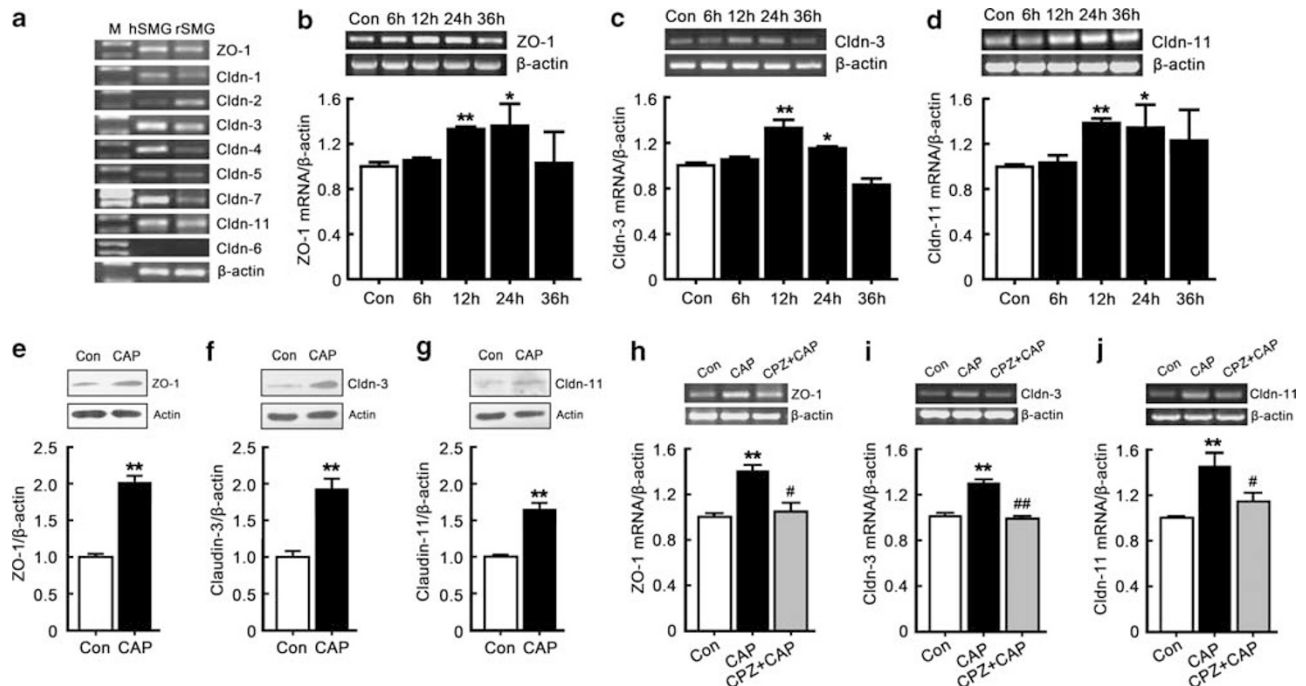 a
M hSMG rSMG
ZO-1
Cldn-1
Cldn-2
Cldn-3
Cldn-4
Cldn-5
Cldn-7
Cldn-11
Cldn-6
β-actin
b
Con 6h 12h 24h 36h
ZO-1
β-actin
ZO-1 mRNA/β-actin
1.6
1.2
1.0
0.4
0
** *
Con 6h 12h 24h 36h
c
Con 6h 12h 24h 36h
Cldn-3
β-actin
Cldn-3 mRNA/β-actin
1.6
1.2
1.0
0.4
0
** *
Con 6h 12h 24h 36h
d
Con 6h 12h 24h 36h
Cldn-11
β-actin
Cldn-11 mRNA/β-actin
1.6
1.2
1.0
0.4
0
** *
Con 6h 12h 24h 36h
e
Con CAP
ZO-1
Actin
ZO-1/β-actin
2.5
2.0
1.5
1.0
0.5
0
**
Con CAP
f
Con CAP
Cldn-3
Actin
Claudin-3/β-actin
2.5
2.0
1.5
1.0
0.5
0
**
Con CAP
g
Con CAP
Cldn-11
Actin
Claudin-11/β-actin
2.5
2.0
1.5
1.0
0.5
0
**
Con CAP
h
Con CAP CPZ+CAP
ZO-1
β-actin
ZO-1 mRNA/β-actin
1.6
1.2
1.0
0.4
0
** #
Con CAP CPZ+CAP
i
Con CAP CPZ+CAP
Cldn-3
β-actin
Cldn-3 mRNA/β-actin
1.6
1.2
1.0
0.4
0
** ##
Con CAP CPZ+CAP
j
Con CAP CPZ+CAP
Cldn-11
β-actin
Cldn-11 mRNA/β-actin
1.6
1.2
1.0
0.4
0
** #
Con CAP CPZ+CAP